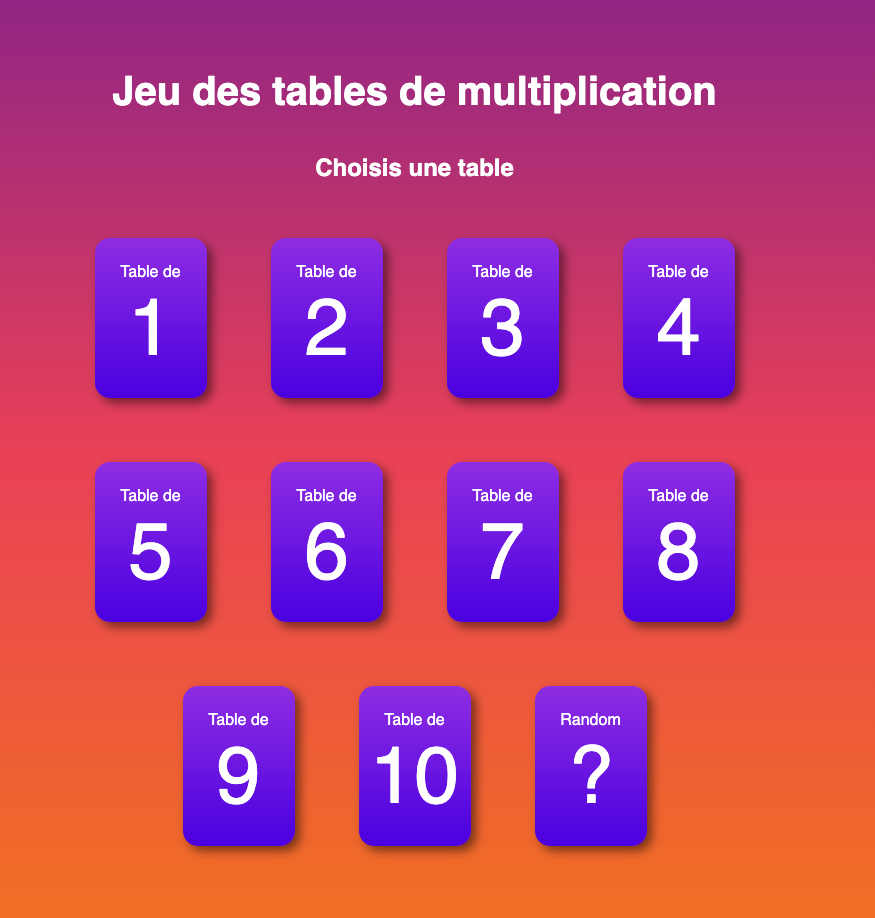 Jeu des tables de multiplication
Choisis une table
Table de
1
Table de
2
Table de
3
Table de
4
Table de
5
Table de
6
Table de
7
Table de
8
Table de
9
Table de
10
Random
?